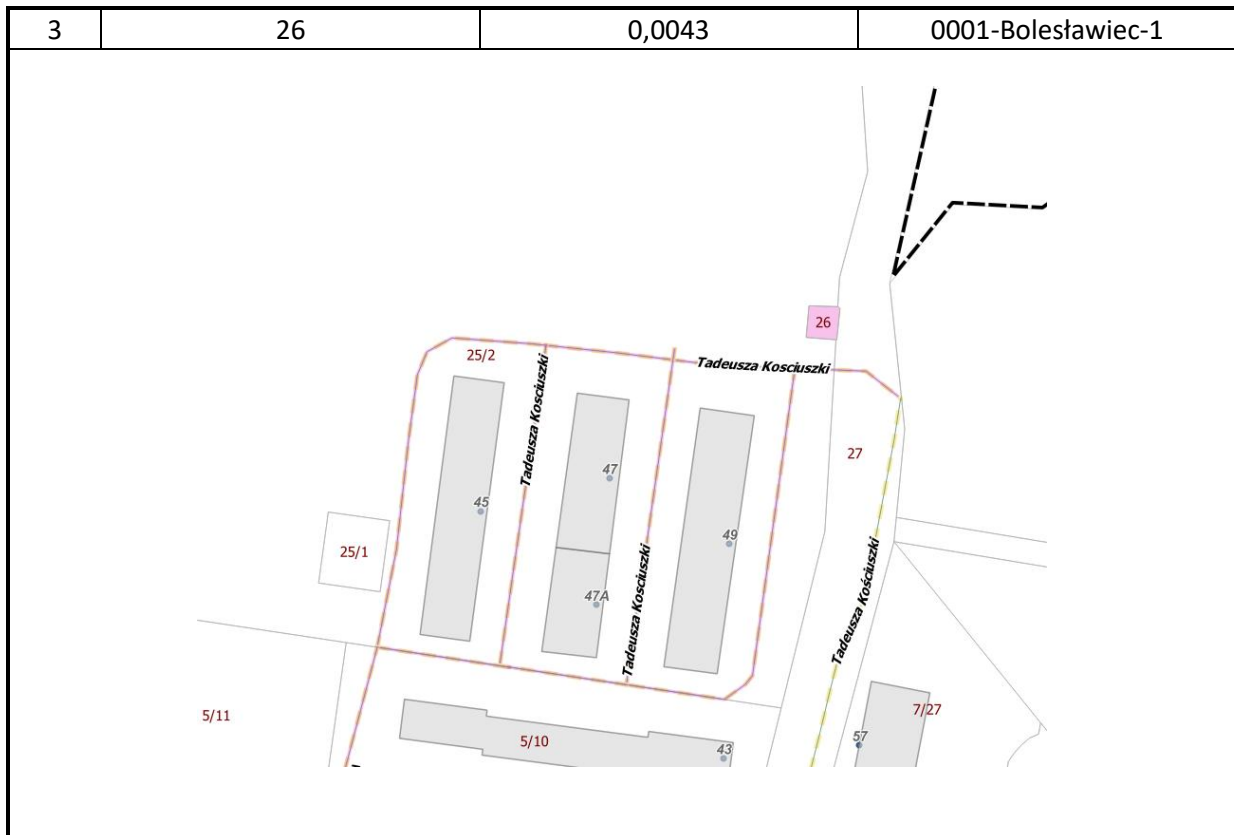 3 26 0,0043 0001-Bolesławiec-1
26
25/2
Tadeusza Kosciuszki
Tadeusza Kosciuszki
27
47
45
49
25/1
Tadeusza Kosciuszki
Tadeusza Kościuszki
47A
5/11
7/27
5/10
57
43